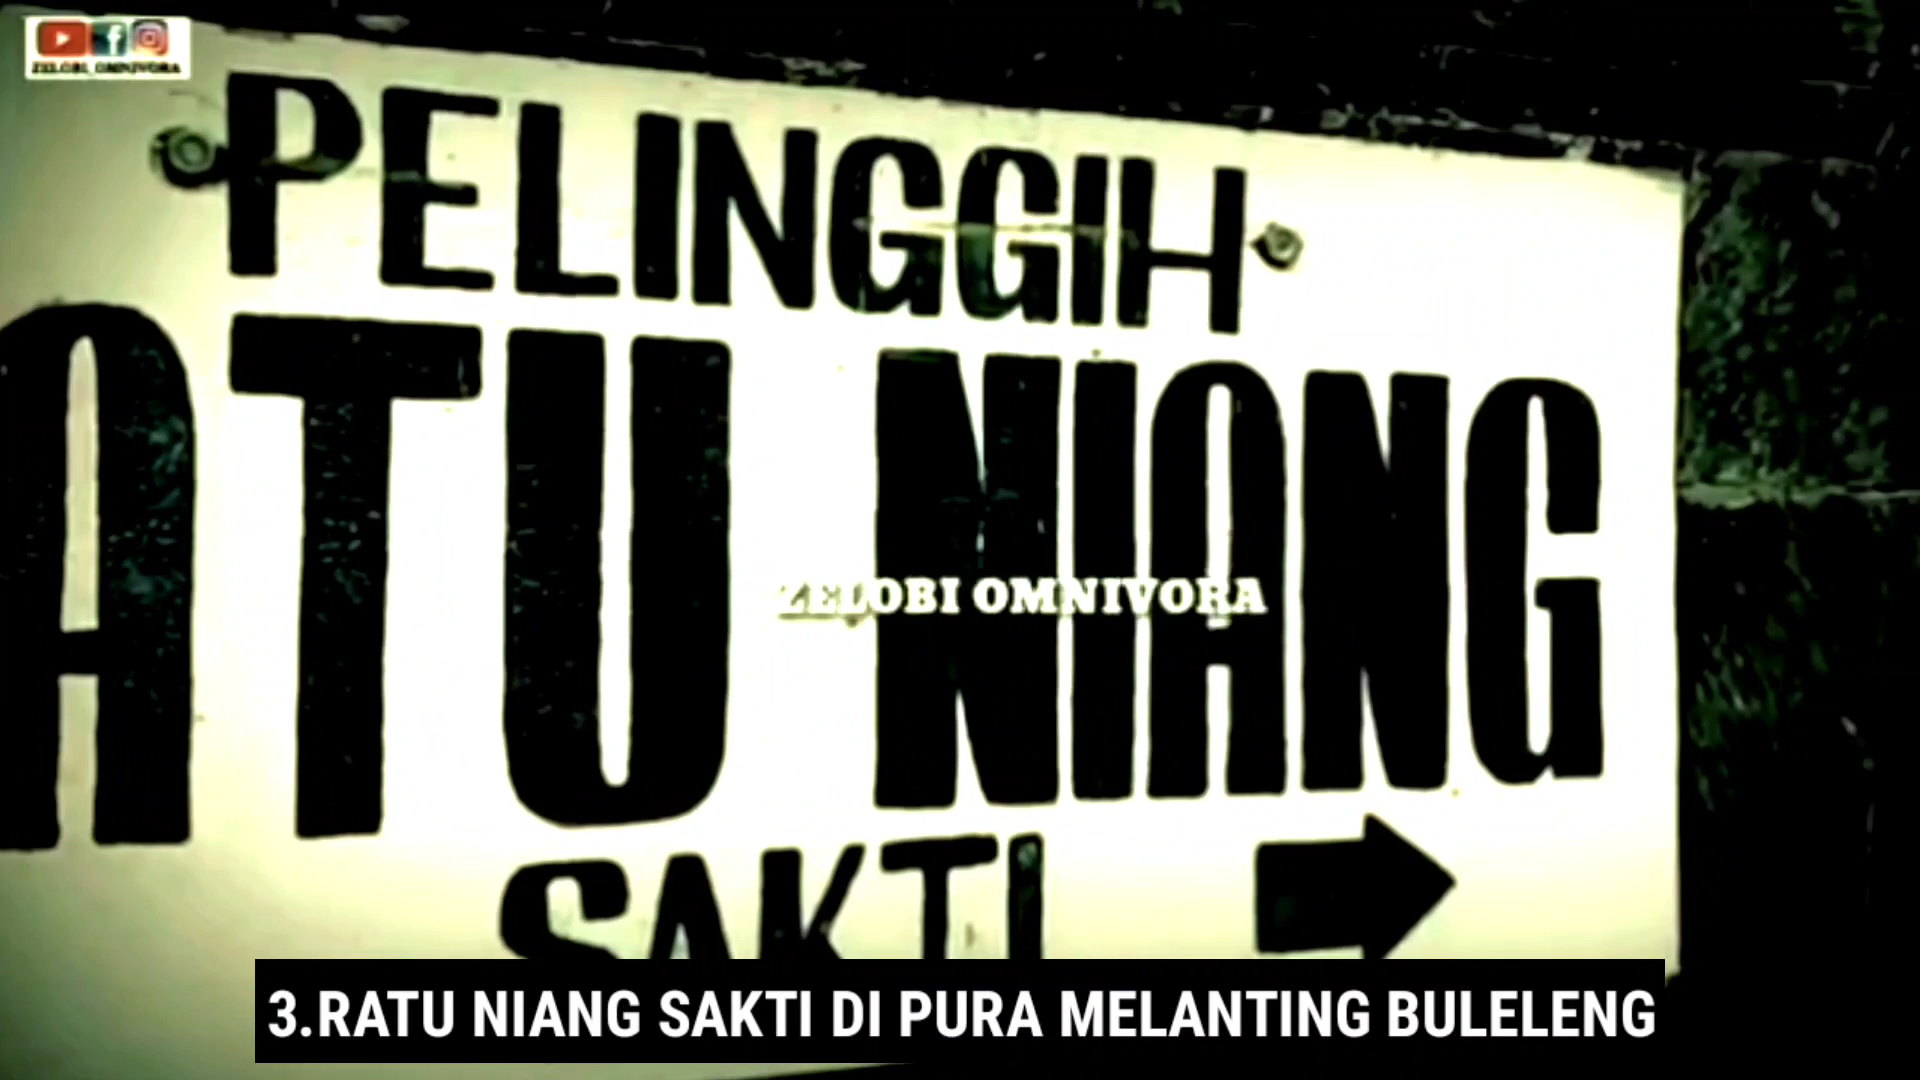 ZELOBI_OMNIVORA
PELINGGIH
ATU NIANG
ZELOBI OMNIVORA
SAKTI
3.RATU NIANG SAKTI DI PURA MELANTING BULELENG